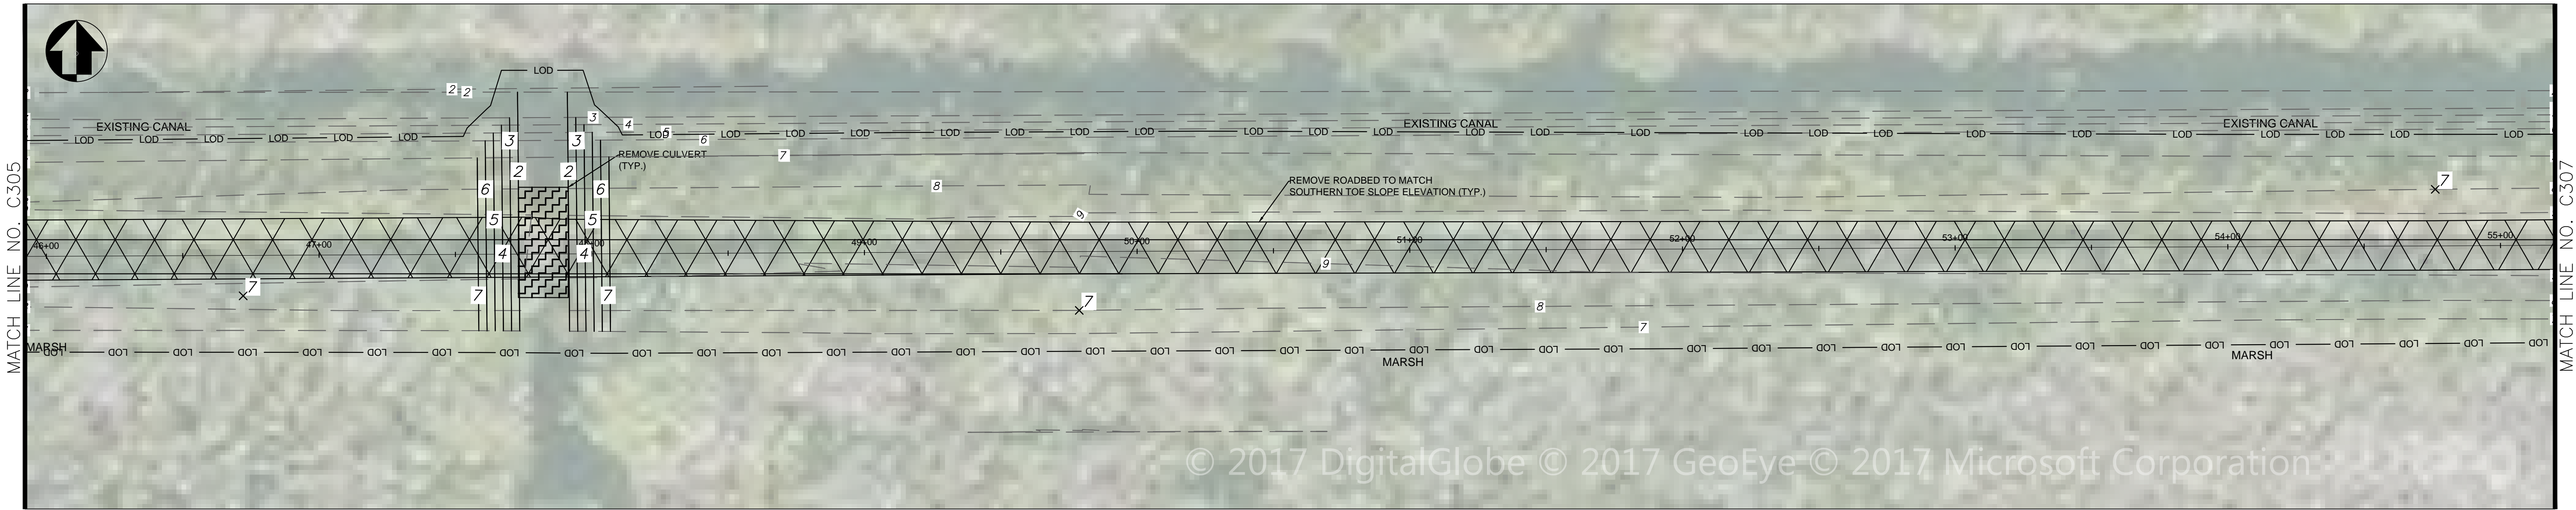 LOD
2 2
3
4
EXISTING CANAL
EXISTING CANAL
EXISTING CANAL
LOD LOD LOD LOD LOD LOD
LOD 5 LOD LOD LOD LOD LOD LOD LOD LOD LOD LOD LOD LOD LOD LOD LOD LOD LOD LOD LOD LOD LOD LOD
3 3
6
7
REMOVE CULVERT
(TYP.)
2 2
REMOVE ROADBED TO MATCH
SOUTHERN TOE SLOPE ELEVATION (TYP.)
7
6 6
8
9
5 5
46+00 47+00 49+00 50+00 51+00 52+00 53+00 54+00 55+00
4 4
9
7
7 7
7
8
7
MARSH
LOD LOD LOD LOD LOD LOD LOD LOD LOD LOD LOD LOD LOD LOD LOD LOD LOD LOD LOD LOD LOD LOD LOD LOD LOD LOD LOD LOD LOD LOD LOD LOD LOD LOD LOD LOD LOD
MARSH
MARSH
MATCH LINE NO. C305
MATCH LINE NO. C307
© 2017 DigitalGlobe © 2017 GeoEye © 2017 Microsoft Corporation